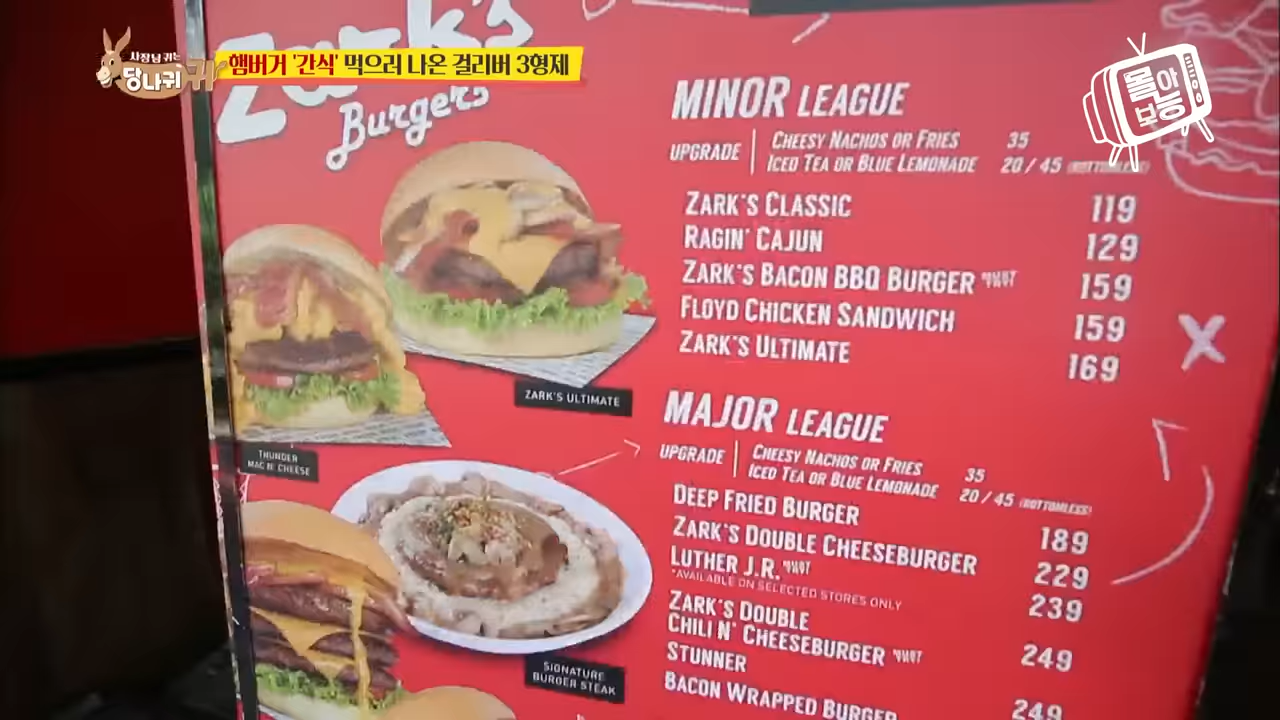 사장님 귀는
당나귀 귀
햄버거 '간식' 먹으러 나온 걸리버 3형제
몰아
보능
Zark's
Burgers
MINOR LEAGUE
UPGRADE
CHEESY NACHOS OR FRIES 35
ICED TEA OR BLUE LEMONADE 20 / 45 (BOTTOMLESS)
ZARK'S CLASSIC 119
RAGIN' CAJUN 129
ZARK'S BACON BBQ BURGER 159
FLOYD CHICKEN SANDWICH 159
ZARK'S ULTIMATE 169
ZARK'S ULTIMATE
THUNDER
MAC N' CHEESE
MAJOR LEAGUE
UPGRADE
CHEESY NACHOS OR FRIES 35
ICED TEA OR BLUE LEMONADE 20 / 45 (BOTTOMLESS)
DEEP FRIED BURGER 189
ZARK'S DOUBLE CHEESEBURGER 229
LUTHER J.R. 239
*AVAILABLE ON SELECTED STORES ONLY
ZARK'S DOUBLE
CHILI N' CHEESEBURGER 249
STUNNER 249
BACON WRAPPED BURGER
SIGNATURE
BURGER STEAK